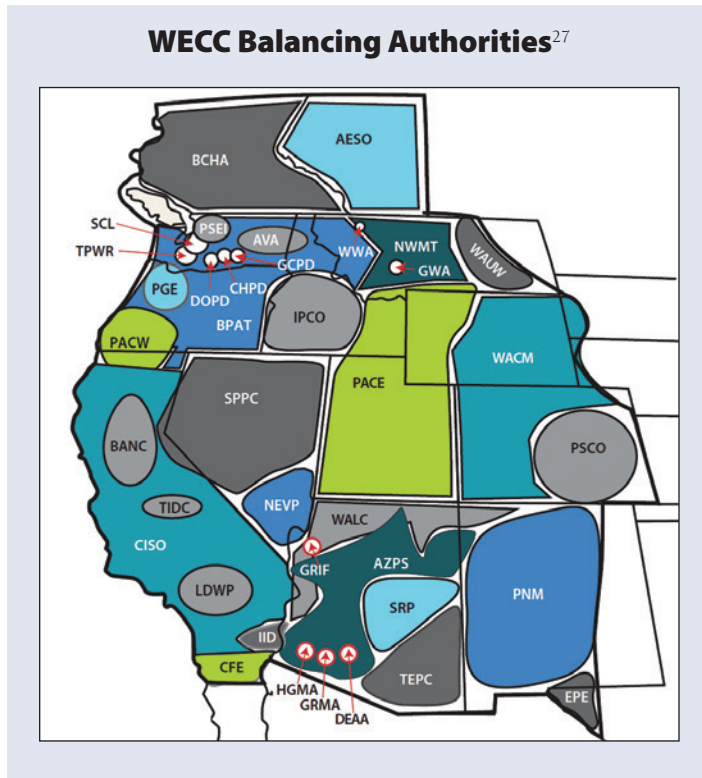 WECC Balancing Authorities27
BCHA
AESO
SCL
PSEI
AVA
WWA
NWMT
WAUW
TPWR
GCPD
GWA
PGE
DOPD
CHPD
BPAT
IPCO
PACW
WACM
PACE
SPPC
BANC
PSCO
TIDC
NEVP
WALC
CISO
GRIF
AZPS
LDWP
SRP
PNM
IID
CFE
TEPC
HGMA
GRMA
DEAA
EPE